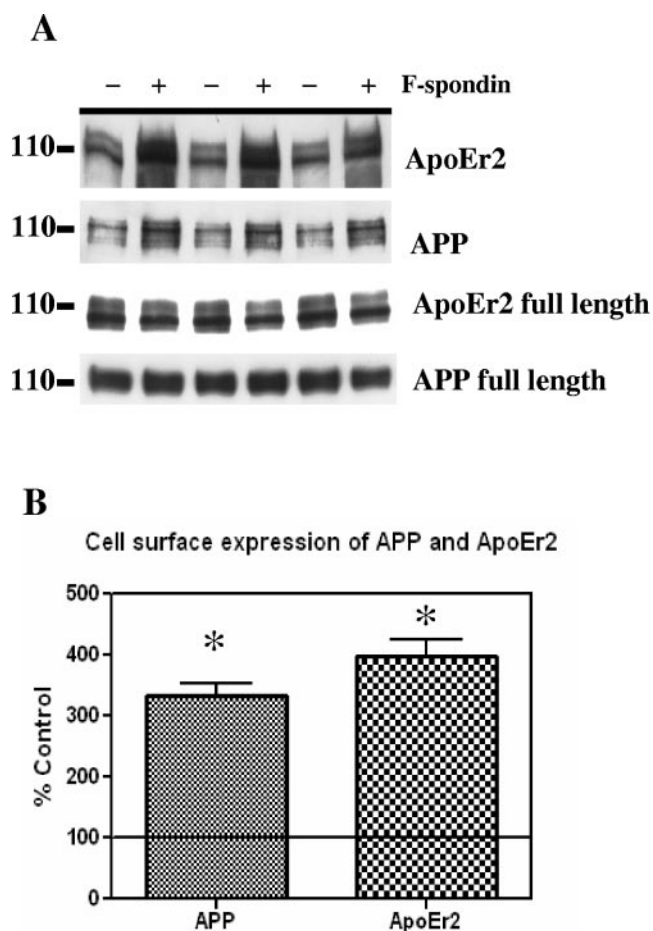 A
− + − + − + F-spondin
110 ApoEr2
110 APP
110 ApoEr2 full length
110 APP full length
B
Cell surface expression of APP and ApoEr2
500
400
300
200
100
0
% Control
* *
APP ApoEr2